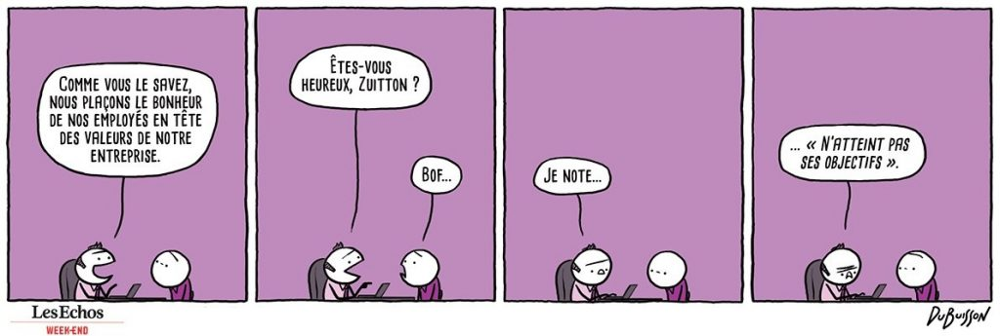 COMME VOUS LE SAVEZ,
NOUS PLAÇONS LE BONHEUR
DE NOS EMPLOYÉS EN TÊTE
DES VALEURS DE NOTRE
ENTREPRISE.
ÊTES-VOUS
HEUREUX, ZUITTON ?
BOF...
JE NOTE...
... « N'ATTEINT PAS
SES OBJECTIFS ».
LesEchos
WEEK-END
DuBuisson